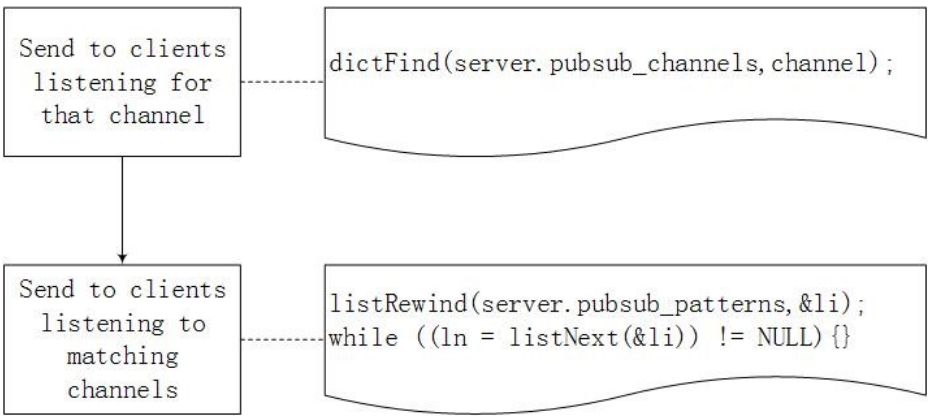 Send to clients
listening for
that channel
dictFind(server.pubsub_channels,channel);
Send to clients
listening to
matching
channels
listRewind(server.pubsub_patterns,&li);
while ((ln = listNext(&li)) != NULL){}